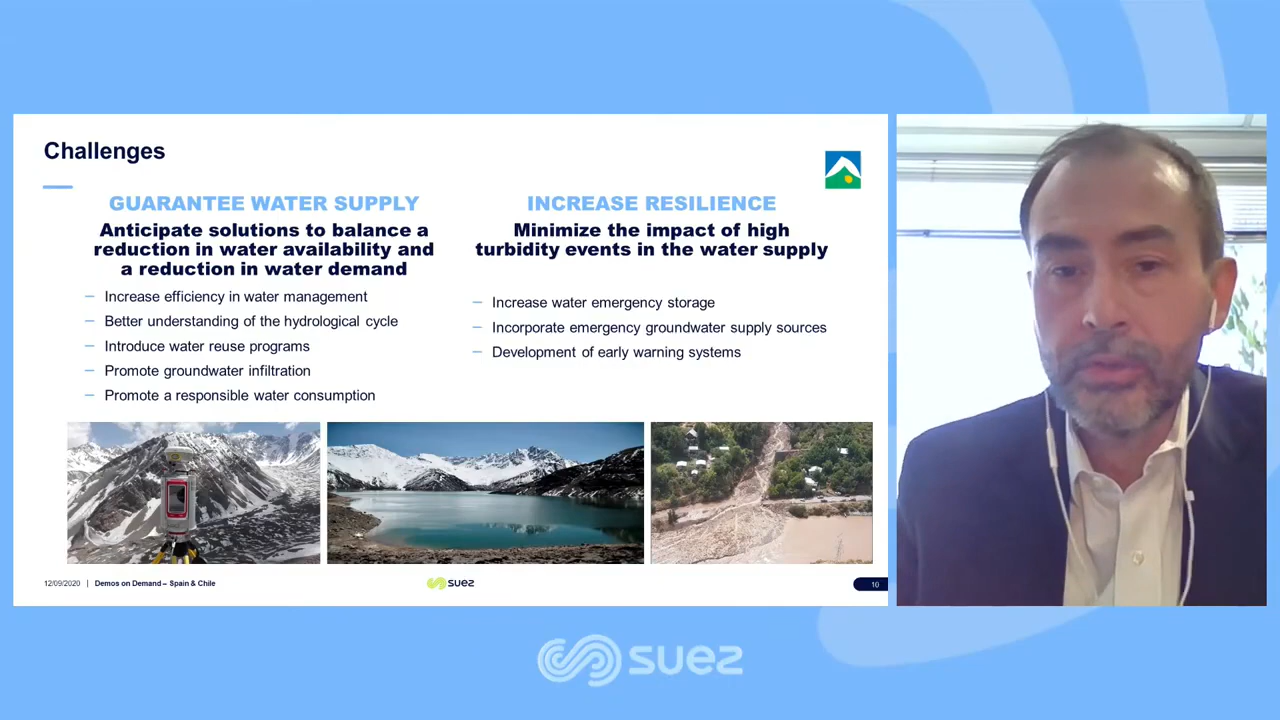 Challenges
GUARANTEE WATER SUPPLY
Anticipate solutions to balance a
reduction in water availability and
a reduction in water demand
– Increase efficiency in water management
– Better understanding of the hydrological cycle
– Introduce water reuse programs
– Promote groundwater infiltration
– Promote a responsible water consumption
INCREASE RESILIENCE
Minimize the impact of high
turbidity events in the water supply
– Increase water emergency storage
– Incorporate emergency groundwater supply sources
– Development of early warning systems
12/09/2020 | Demos on Demand – Spain & Chile
suez
10
suez